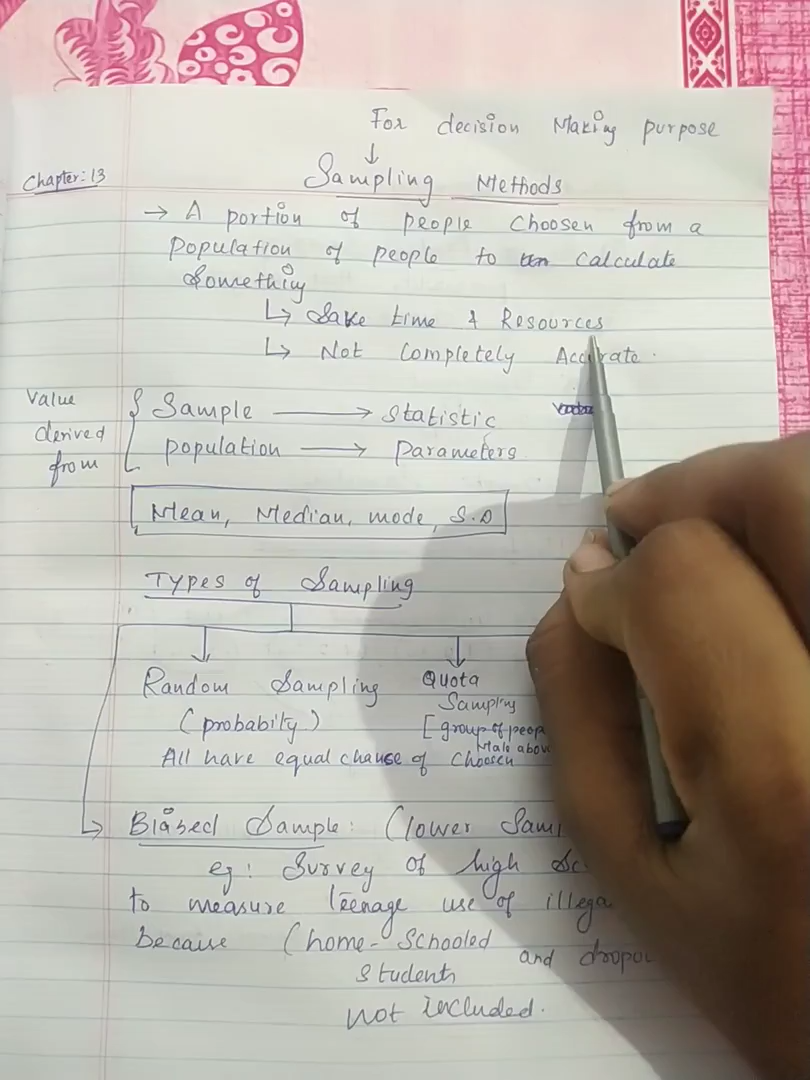 For decision Making purpose
↓
Chapter: 13
Sampling Methods
→ A portion of people choosen from a
population of people to calculate
Something
↳ Save time & Resources
↳ Not completely Accurate.
Value derived from
{ Sample → Statistic
population → parameters
Mean, Median, mode, S.D
Types of Sampling
Random Sampling
(probabity)
All have equal chance of choosen
Quota
Sampling
[group of peop
Male above
→ Biased Sample: (lower Sam
eg: Survey of high Sc
to measure Teenage use of illega
because (home-schooled and dropou
students
not included.